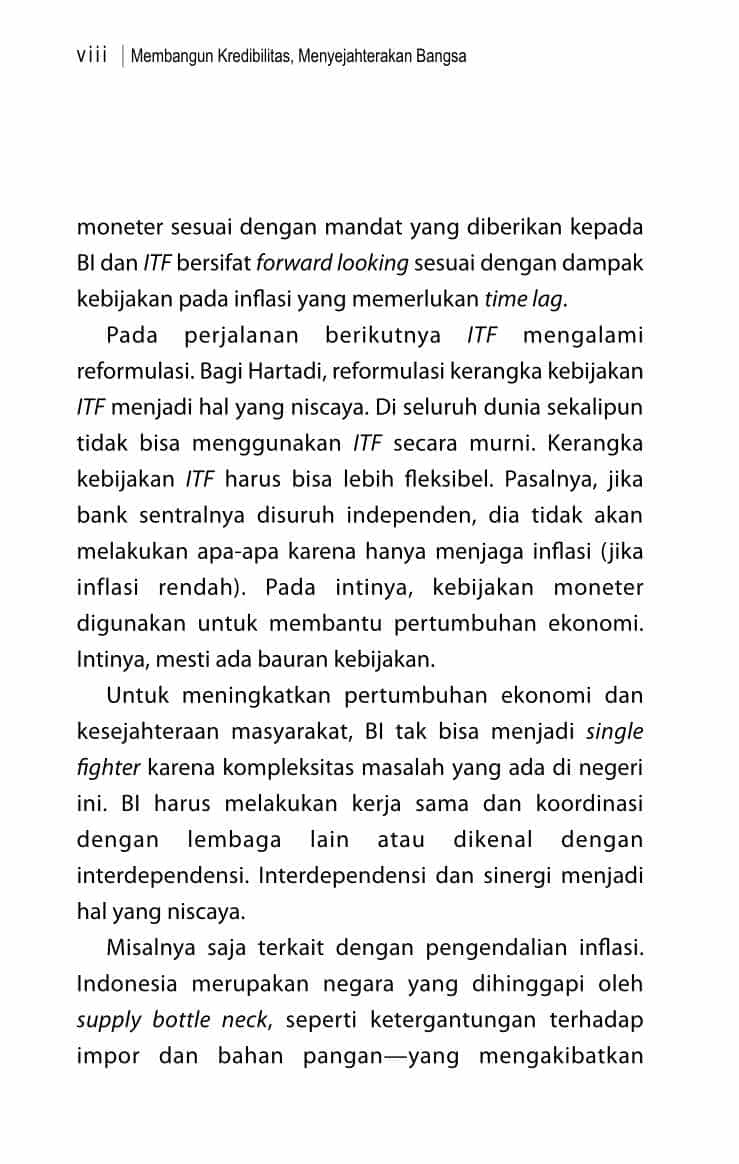 viii | Membangun Kredibilitas, Menyejahterakan Bangsa
moneter sesuai dengan mandat yang diberikan kepada
BI dan ITF bersifat forward looking sesuai dengan dampak
kebijakan pada inflasi yang memerlukan time lag.
Pada perjalanan berikutnya ITF mengalami
reformulasi. Bagi Hartadi, reformulasi kerangka kebijakan
ITF menjadi hal yang niscaya. Di seluruh dunia sekalipun
tidak bisa menggunakan ITF secara murni. Kerangka
kebijakan ITF harus bisa lebih fleksibel. Pasalnya, jika
bank sentralnya disuruh independen, dia tidak akan
melakukan apa-apa karena hanya menjaga inflasi (jika
inflasi rendah). Pada intinya, kebijakan moneter
digunakan untuk membantu pertumbuhan ekonomi.
Intinya, mesti ada bauran kebijakan.
Untuk meningkatkan pertumbuhan ekonomi dan
kesejahteraan masyarakat, BI tak bisa menjadi single
fighter karena kompleksitas masalah yang ada di negeri
ini. BI harus melakukan kerja sama dan koordinasi
dengan lembaga lain atau dikenal dengan
interdependensi. Interdependensi dan sinergi menjadi
hal yang niscaya.
Misalnya saja terkait dengan pengendalian inflasi.
Indonesia merupakan negara yang dihinggapi oleh
supply bottle neck, seperti ketergantungan terhadap
impor dan bahan pangan—yang mengakibatkan